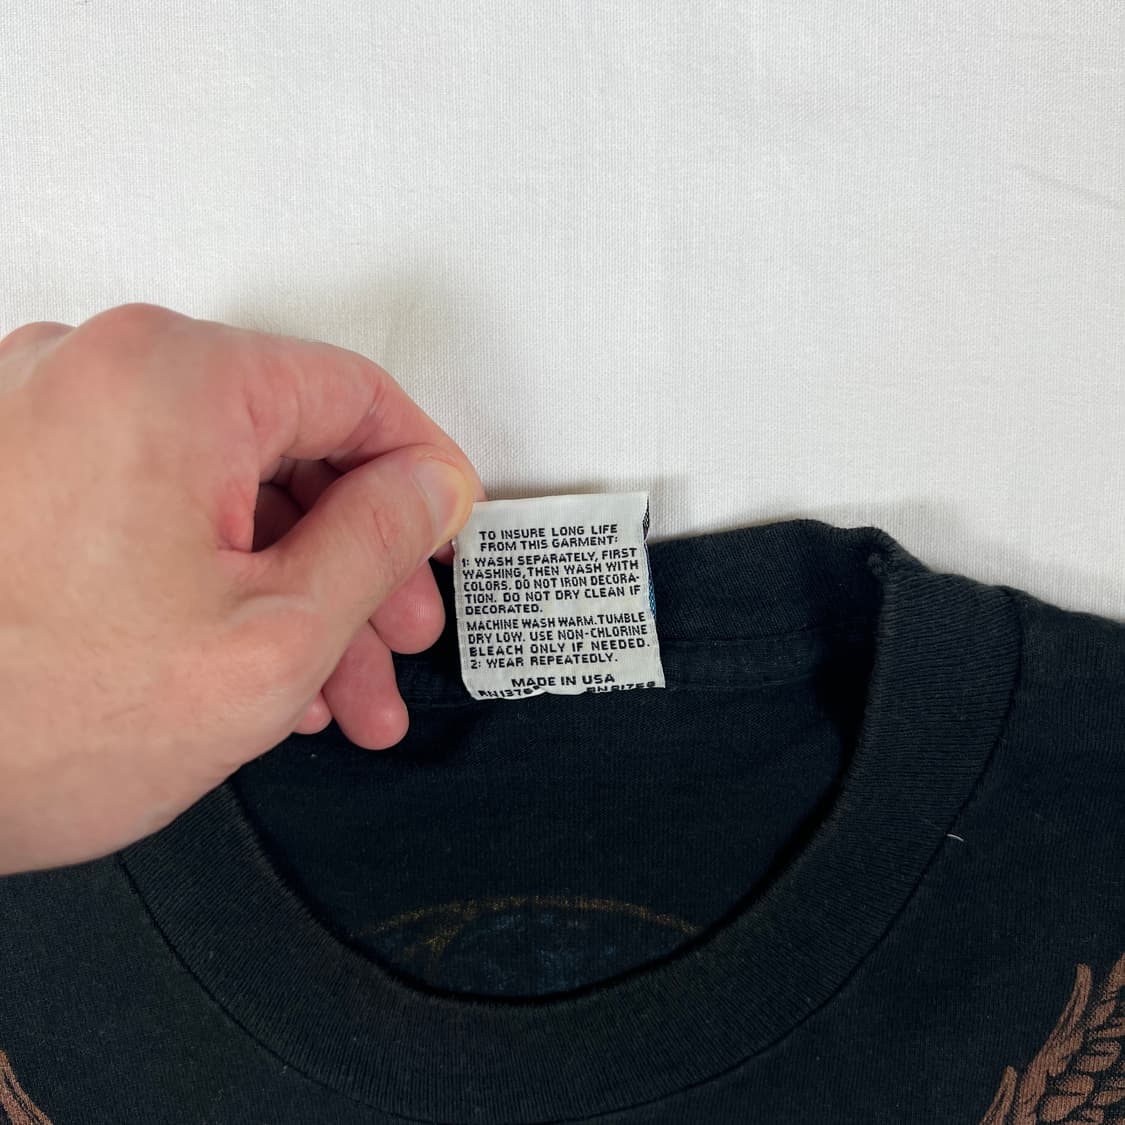 TO INSURE LONG LIFE
FROM THIS GARMENT:
1: WASH SEPARATELY, FIRST
WASHING, THEN WASH WITH
COLORS. DO NOT IRON DECORA-
TION. DO NOT DRY CLEAN IF
DECORATED.
MACHINE WASH WARM. TUMBLE
DRY LOW. USE NON-CHLORINE
BLEACH ONLY IF NEEDED.
2: WEAR REPEATEDLY.
MADE IN USA